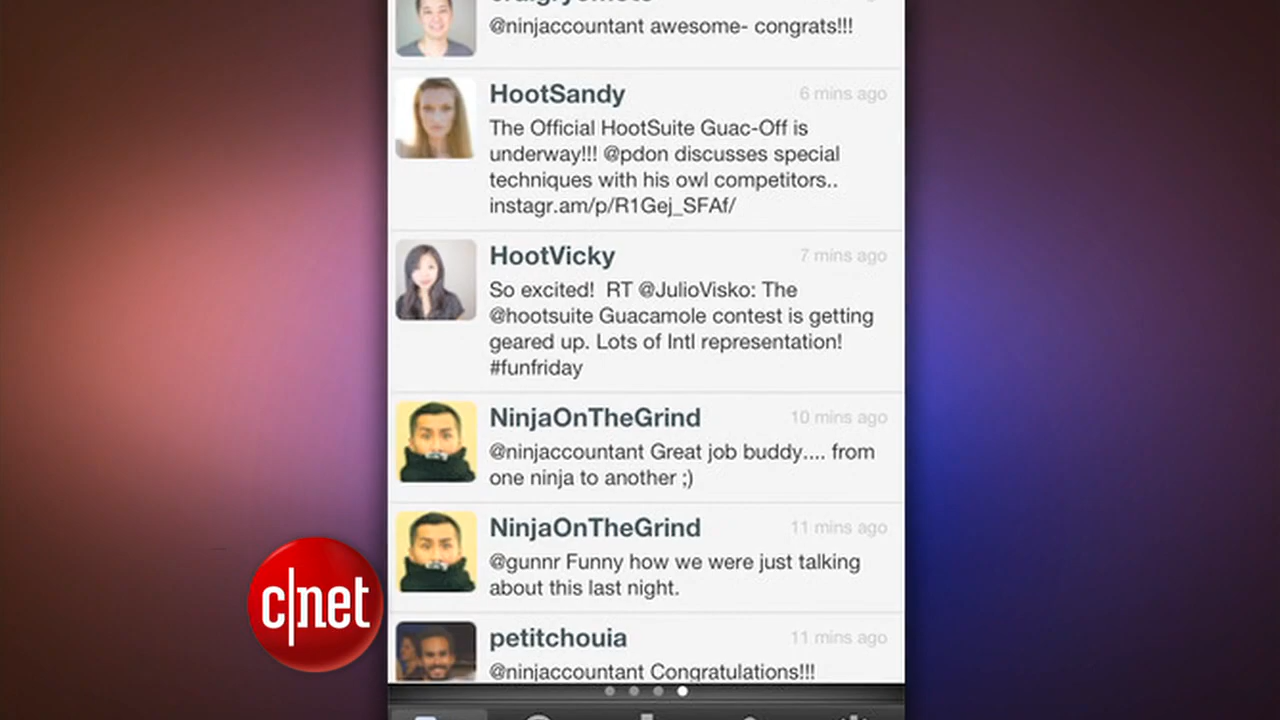 @ninjaccountant awesome- congrats!!!
HootSandy
6 mins ago
The Official HootSuite Guac-Off is
underway!!! @pdon discusses special
techniques with his owl competitors..
instagr.am/p/R1Gej_SFAf/
HootVicky
7 mins ago
So excited!  RT @JulioVisko: The
@hootsuite Guacamole contest is getting
geared up. Lots of Intl representation!
#funfriday
NinjaOnTheGrind
10 mins ago
@ninjaccountant Great job buddy.... from
one ninja to another ;)
NinjaOnTheGrind
11 mins ago
@gunnr Funny how we were just talking
about this last night.
petitchouia
11 mins ago
@ninjaccountant Congratulations!!!
c|net